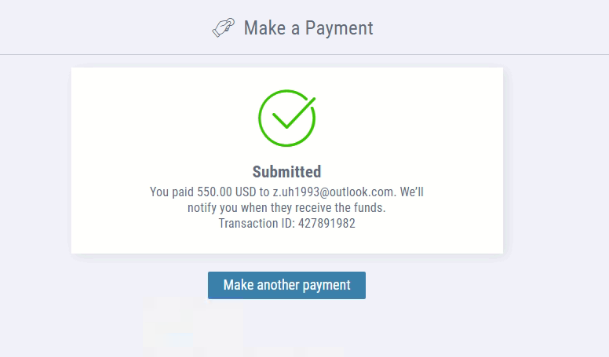 Make a Payment
Submitted
You paid 550.00 USD to z.uh1993@outlook.com. We'll
notify you when they receive the funds.
Transaction ID: 427891982
Make another payment